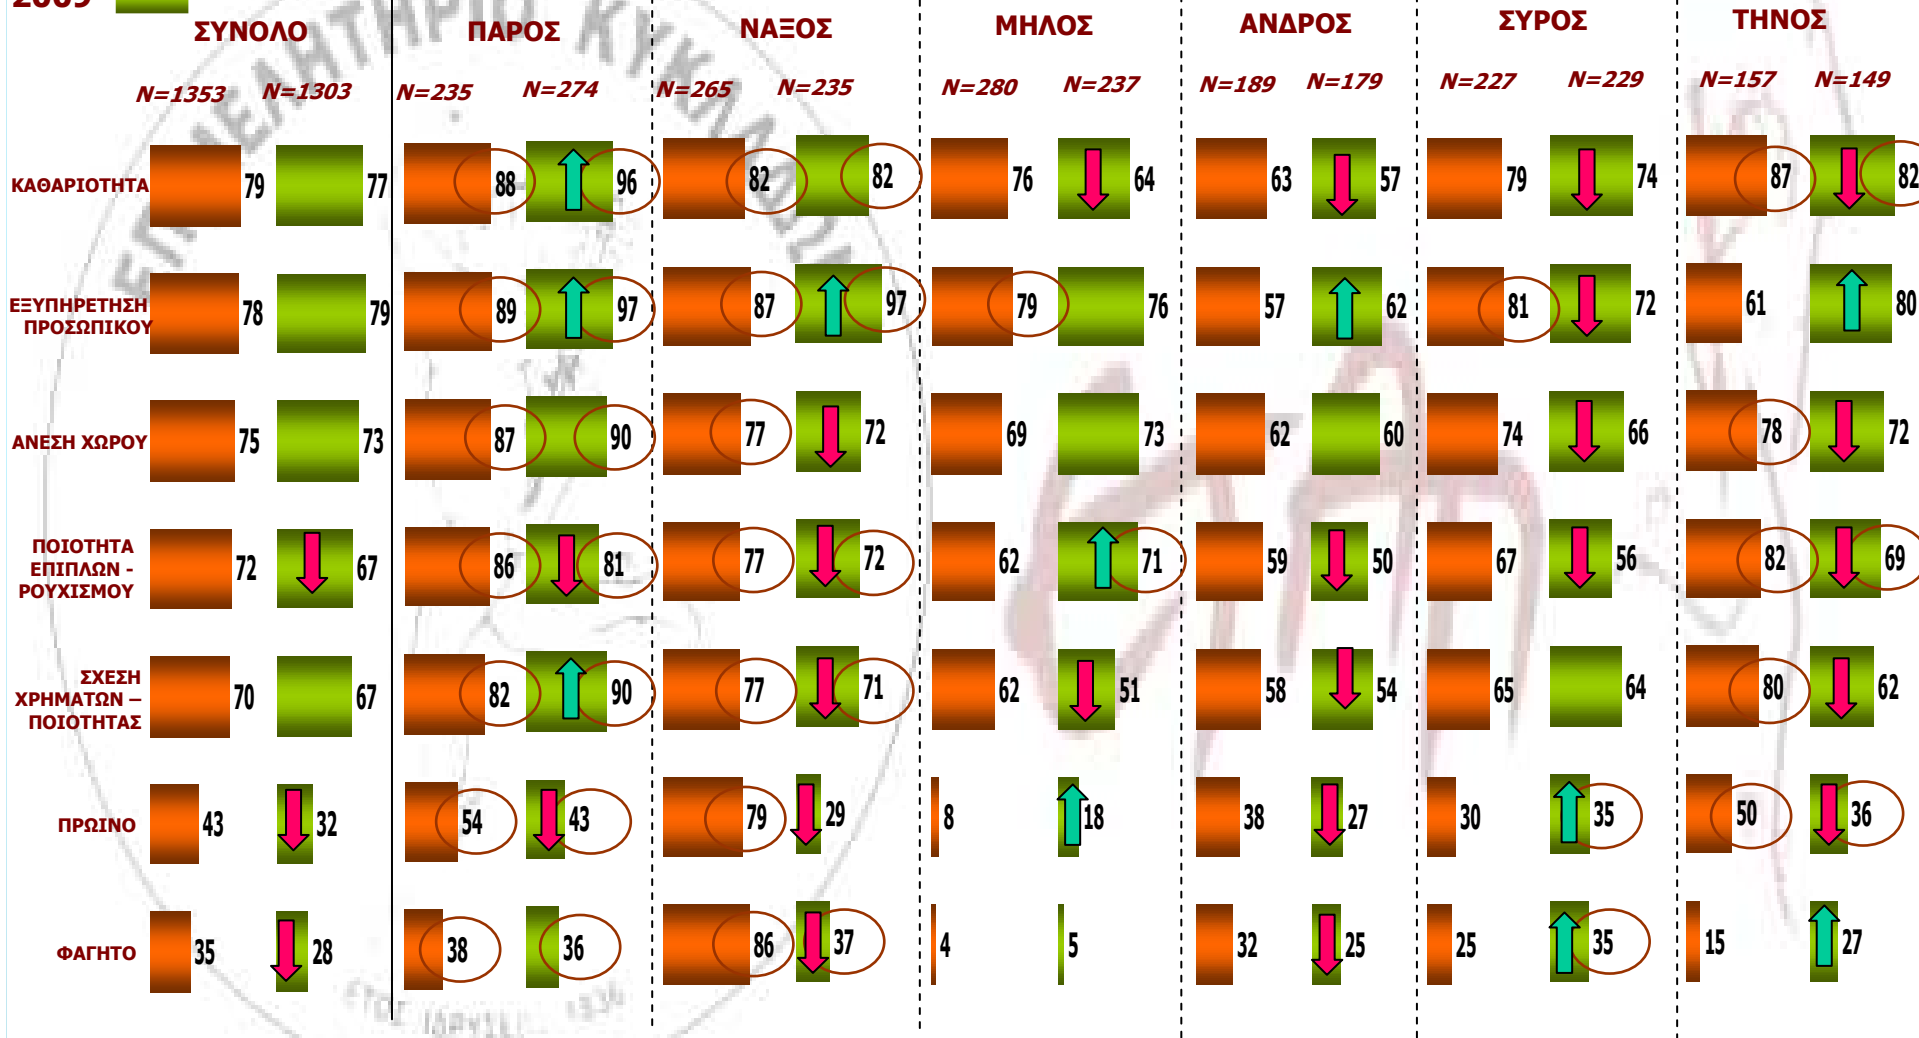 2009
ΣΥΝΟΛΟ ΠΑΡΟΣ ΝΑΞΟΣ ΜΗΛΟΣ ΑΝΔΡΟΣ ΣΥΡΟΣ ΤΗΝΟΣ
N=1353 N=1303 N=235 N=274 N=265 N=235 N=280 N=237 N=189 N=179 N=227 N=229 N=157 N=149
ΚΑΘΑΡΙΟΤΗΤΑ 79 77 88 96 82 82 76 64 63 57 79 74 87 82
ΕΞΥΠΗΡΕΤΗΣΗ
ΠΡΟΣΩΠΙΚΟΥ 78 79 89 97 87 97 79 76 57 62 81 72 61 80
ΑΝΕΣΗ ΧΩΡΟΥ 75 73 87 90 77 72 69 73 62 60 74 66 78 72
ΠΟΙΟΤΗΤΑ
ΕΠΙΠΛΩΝ -
ΡΟΥΧΙΣΜΟΥ 72 67 86 81 77 72 62 71 59 50 67 56 82 69
ΣΧΕΣΗ
ΧΡΗΜΑΤΩΝ –
ΠΟΙΟΤΗΤΑΣ 70 67 82 90 77 71 62 51 58 54 65 64 80 62
ΠΡΩΙΝΟ 43 32 54 43 79 29 8 18 38 27 30 35 50 36
ΦΑΓΗΤΟ 35 28 38 36 86 37 4 5 32 25 25 35 15 27